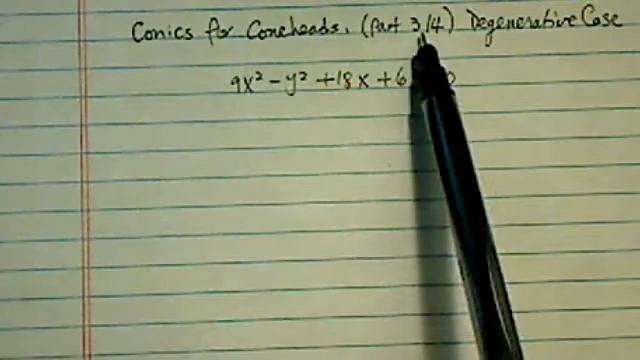 Conics for Coneheads. (Part 3/4) Degenerative Case
9x² - y² + 18x + 6